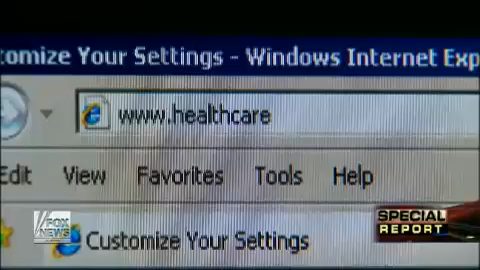 tomize Your Settings - Windows Internet Exp
www.healthcare
Edit View Favorites Tools Help
Customize Your Settings
FOX
NEWS
SPECIAL
REPORT